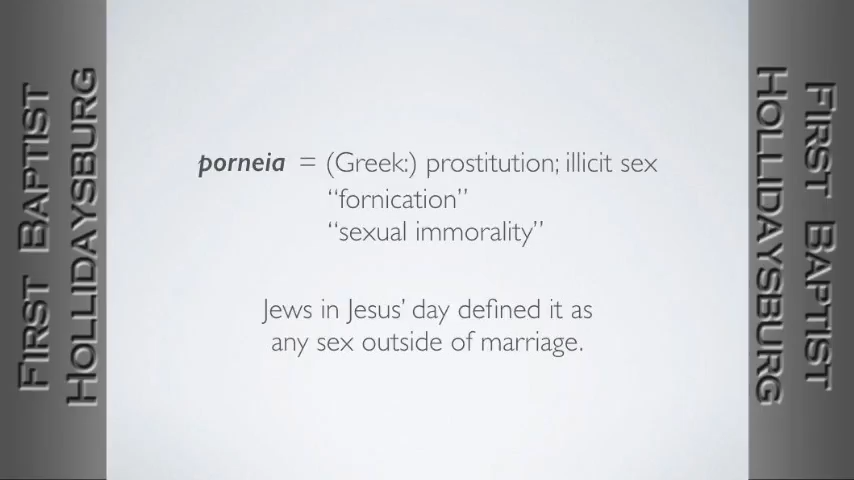 First Baptist
Hollidaysburg
porneia = (Greek:) prostitution; illicit sex
“fornication”
“sexual immorality”
Jews in Jesus’ day defined it as
any sex outside of marriage.
First Baptist
Hollidaysburg